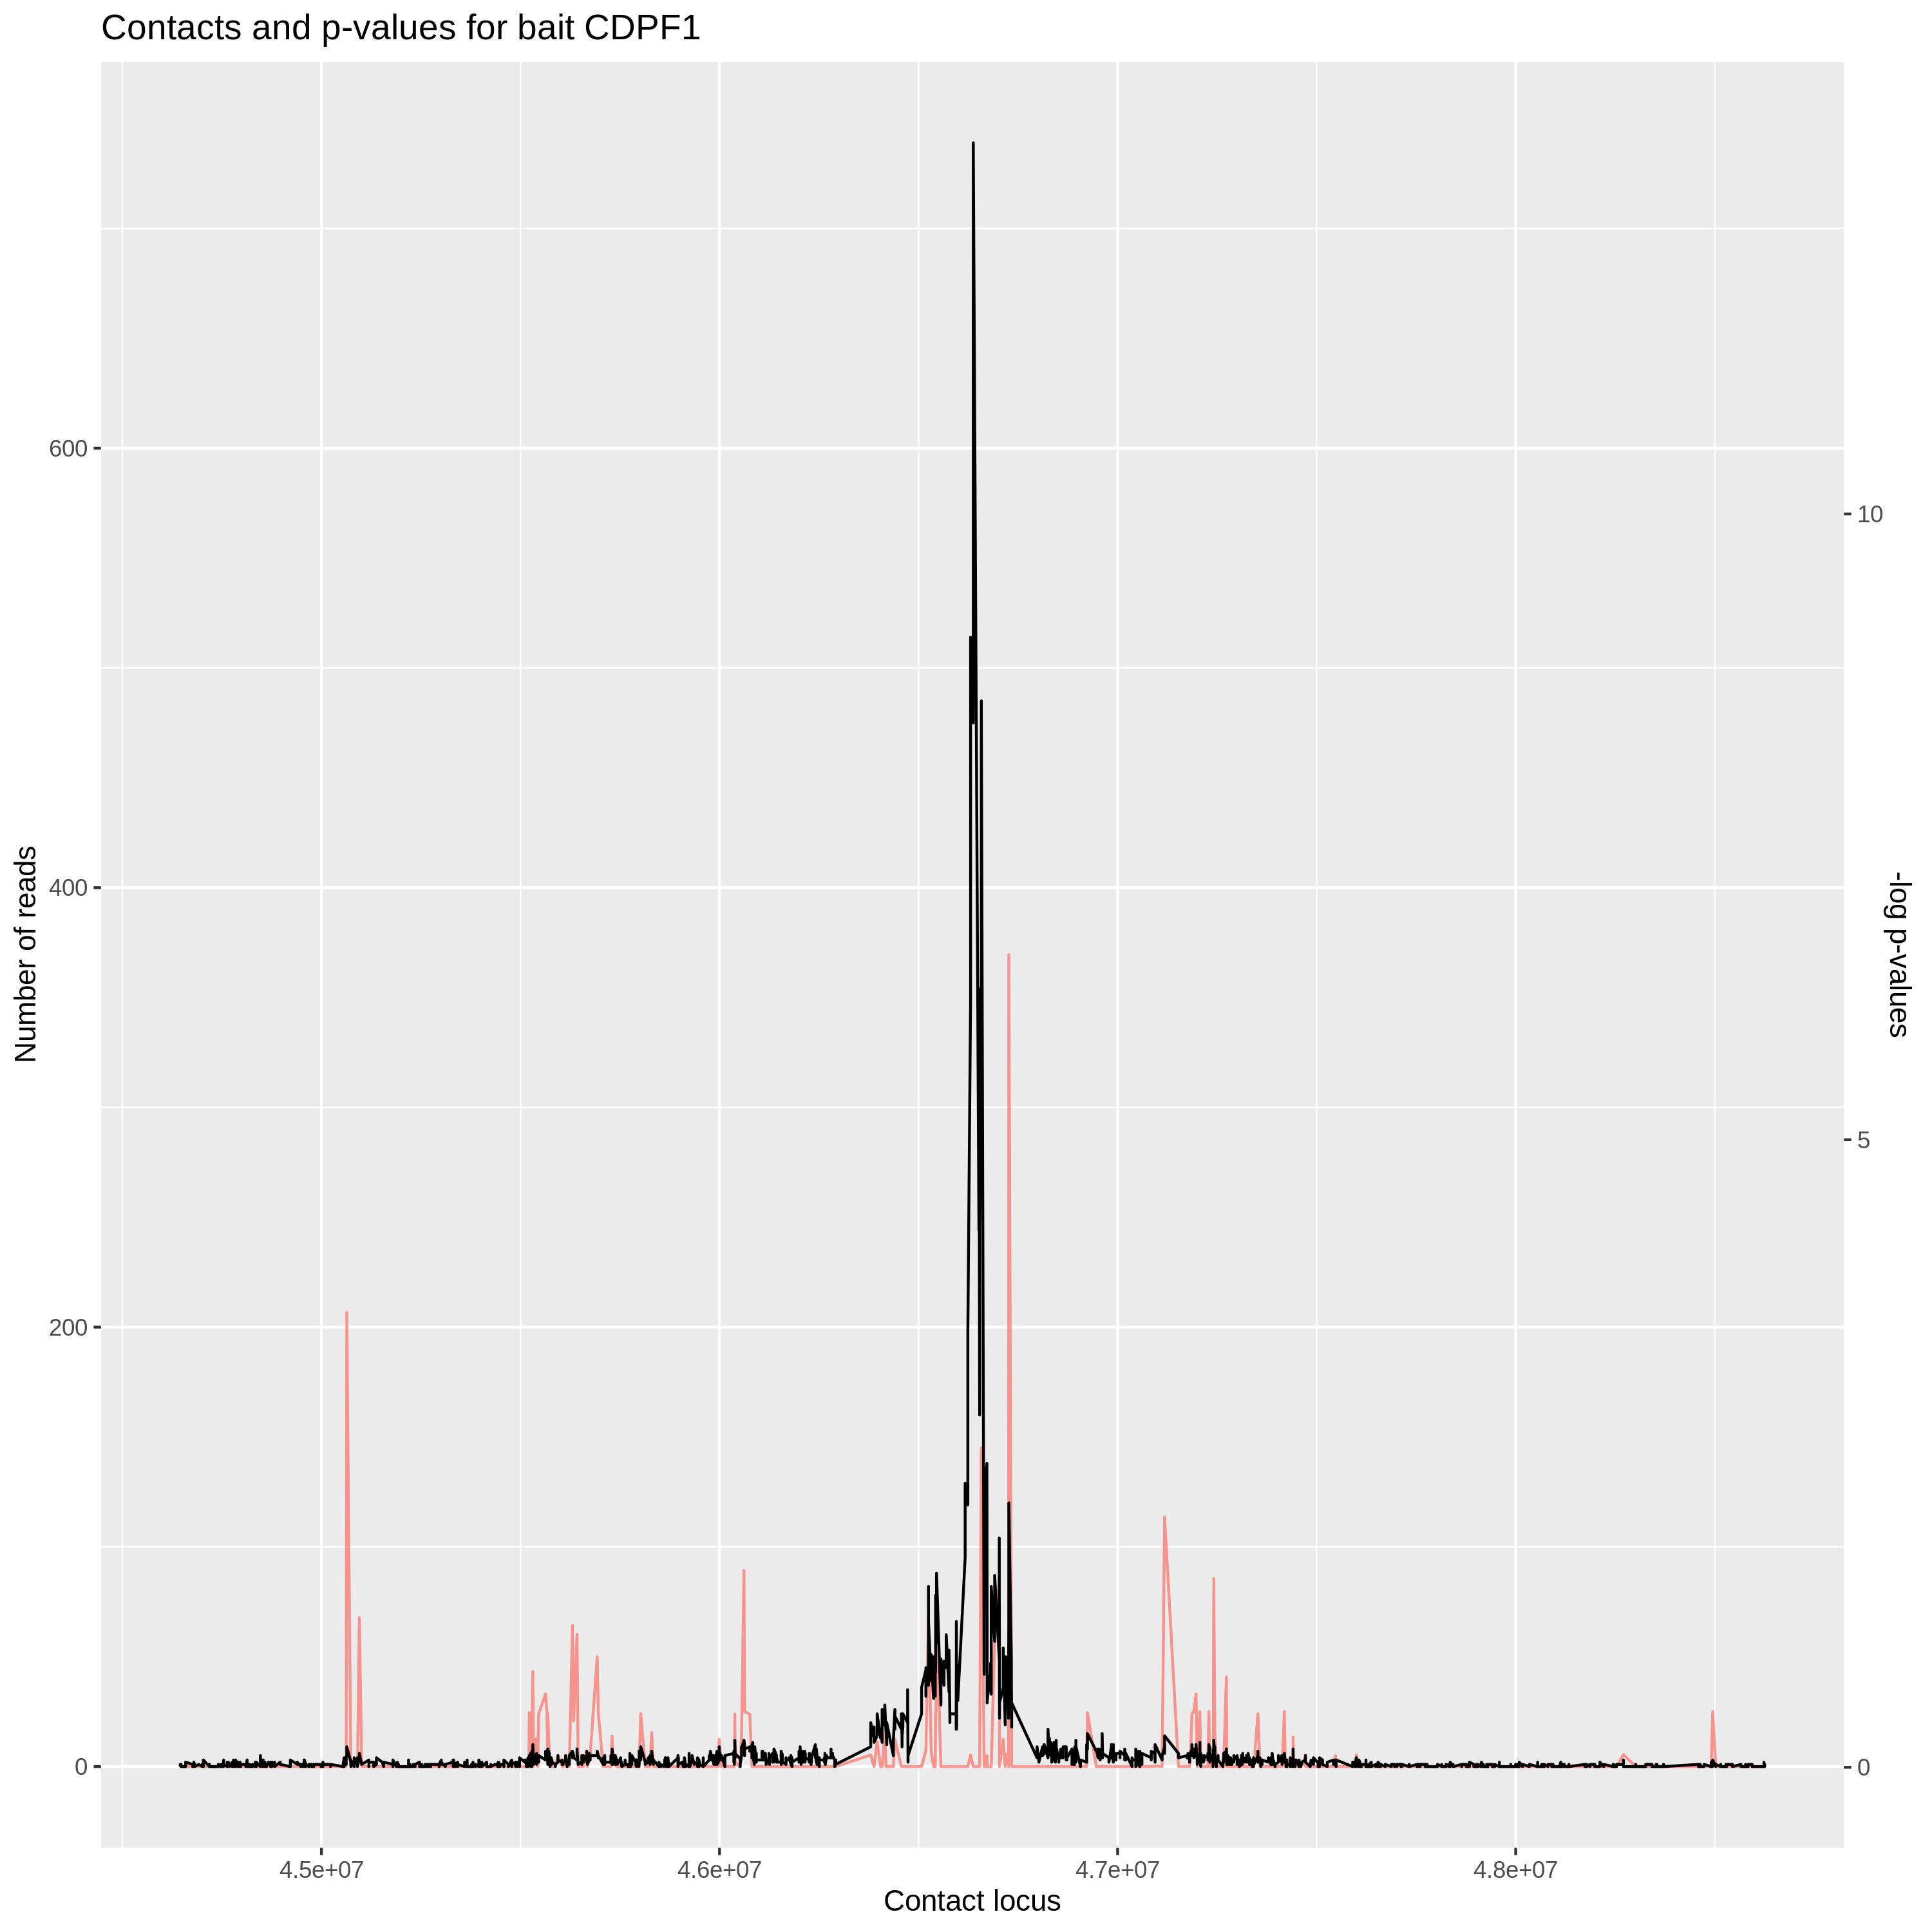 Contacts and p-values for bait CDPF1
Number of reads
600
400
200
0
10
5
0
-log p-values
4.5e+07
4.6e+07
4.7e+07
4.8e+07
Contact locus